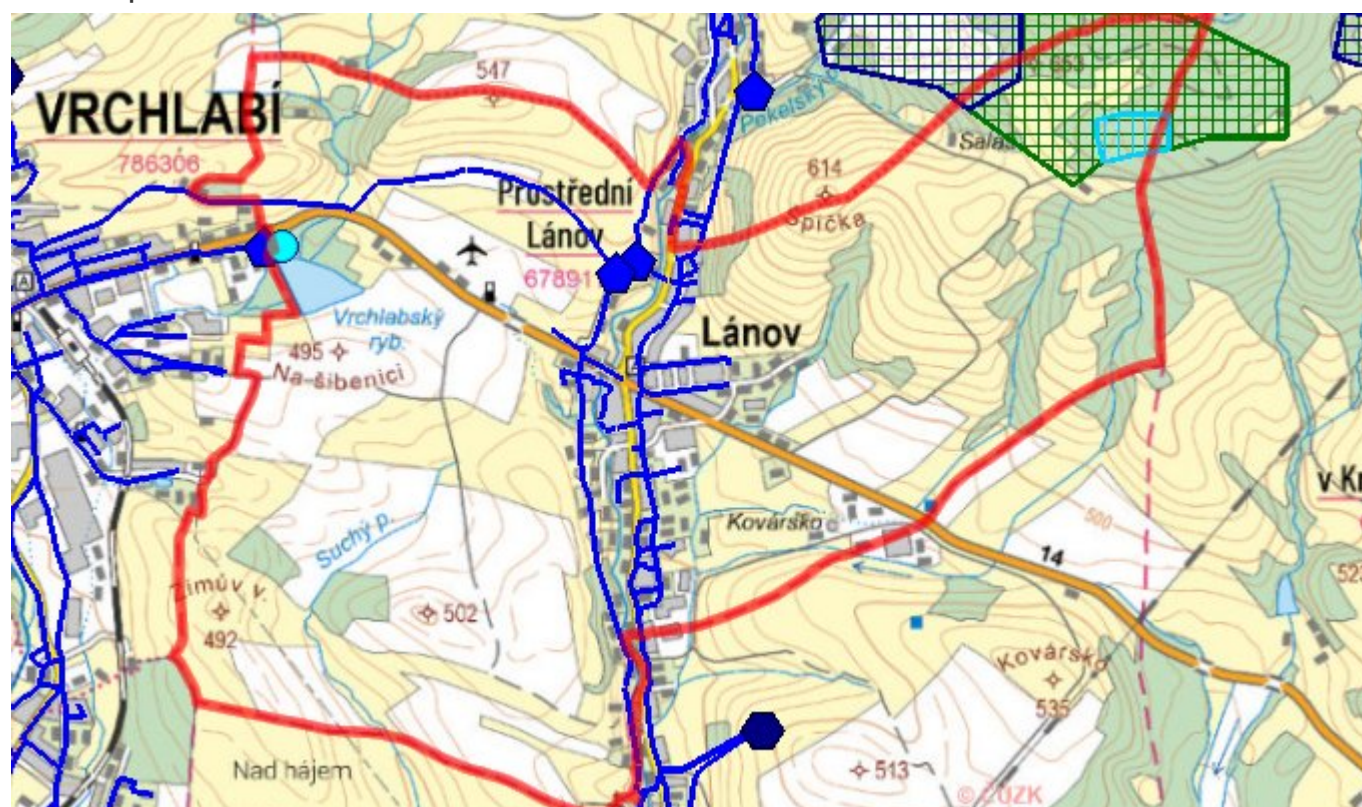 547
VRCHLABÍ
786306
Pekelský
Salaš
614
Špička
Prostřední
Lánov
67891
A
Vrchlabský
ryb.
495
Na šibenici
Lánov
Suchý p.
Kovársko
500
14
v Kr
Zimův v.
492
502
Kovársko
535
513
Nad hájem
© ČÚZK